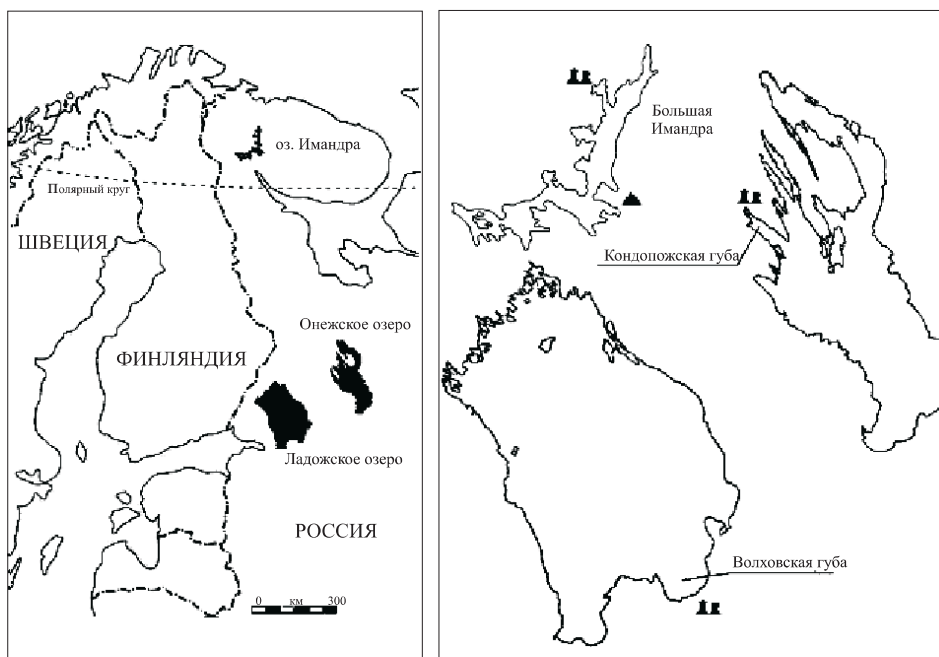 оз. Имандра
Полярный круг
ШВЕЦИЯ
Онежское озеро
ФИНЛЯНДИЯ
Ладожское озеро
РОССИЯ
0 км 300
Большая
Имандра
Кондопожская губа
Волховская губа